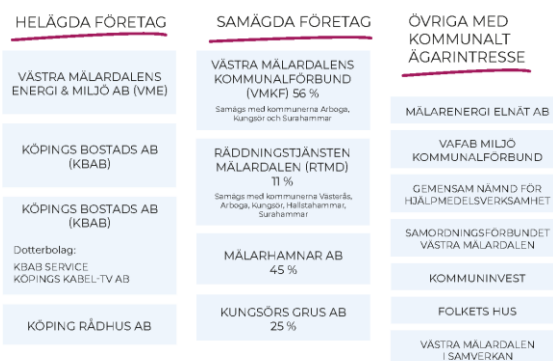 HELÄGDA FÖRETAG
VÄSTRA MÄLARDALENS
ENERGI & MILJÖ AB (VME)
KÖPINGS BOSTADS AB
(KBAB)
KÖPINGS BOSTADS AB
(KBAB)
Dotterbolag:
KBAB SERVICE
KÖPINGS KABEL-TV AB
KÖPING RÅDHUS AB
SAMÄGDA FÖRETAG
VÄSTRA MÄLARDALENS
KOMMUNALFÖRBUND
(VMKF) 56 %
Samägs med kommunerna Arboga,
Kungsör och Surahammar
RÄDDNINGSTJÄNSTEN
MÄLARDALEN (RTMD)
11 %
Samägs med kommunerna Västerås,
Arboga, Kungsör, Hallstahammar,
Surahammar
MÄLARHAMNAR AB
45 %
KUNGSÖRS GRUS AB
25 %
ÖVRIGA MED
KOMMUNALT
ÄGARINTRESSE
MÄLARENERGI ELNÄT AB
VAFAB MILJÖ
KOMMUNALFÖRBUND
GEMENSAM NÄMND FÖR
HJÄLPMEDELSVERKSAMHET
SAMORDNINGSFÖRBUNDET
VÄSTRA MÄLARDALEN
KOMMUNINVEST
FOLKETS HUS
VÄSTRA MÄLARDALEN
I SAMVERKAN